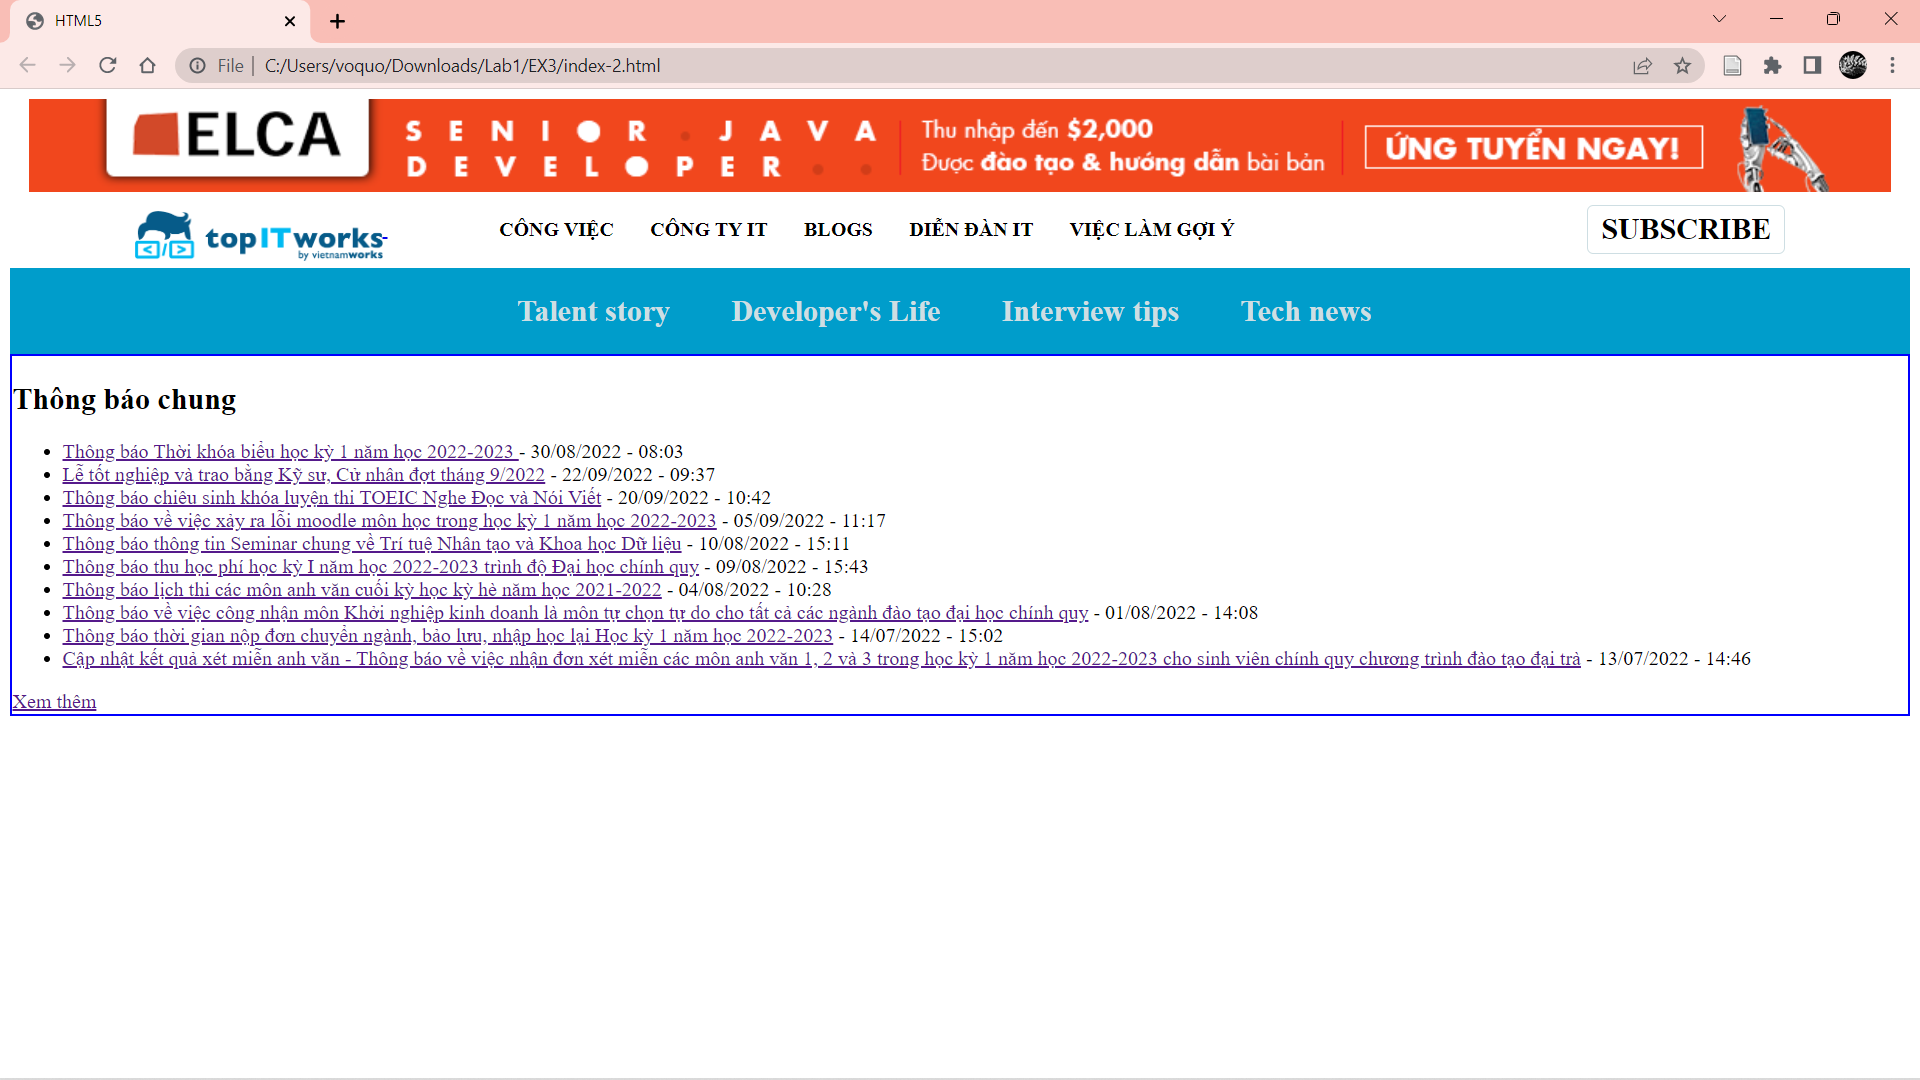 HTML5
File | C:/Users/voquo/Downloads/Lab1/EX3/index-2.html
ELCA
SENIOR JAVA
DEVELOPER
Thu nhập đến $2,000
Được đào tạo & hướng dẫn bài bản
ỨNG TUYỂN NGAY!
topITworks
by vietnamworks
CÔNG VIỆC CÔNG TY IT BLOGS DIỄN ĐÀN IT VIỆC LÀM GỢI Ý
SUBSCRIBE
Talent story Developer's Life Interview tips Tech news
Thông báo chung
Thông báo Thời khóa biểu học kỳ 1 năm học 2022-2023 - 30/08/2022 - 08:03
Lễ tốt nghiệp và trao bằng Kỹ sư, Cử nhân đợt tháng 9/2022 - 22/09/2022 - 09:37
Thông báo chiêu sinh khóa luyện thi TOEIC Nghe Đọc và Nói Viết - 20/09/2022 - 10:42
Thông báo về việc xảy ra lỗi moodle môn học trong học kỳ 1 năm học 2022-2023 - 05/09/2022 - 11:17
Thông báo thông tin Seminar chung về Trí tuệ Nhân tạo và Khoa học Dữ liệu - 10/08/2022 - 15:11
Thông báo thu học phí học kỳ I năm học 2022-2023 trình độ Đại học chính quy - 09/08/2022 - 15:43
Thông báo lịch thi các môn anh văn cuối kỳ học kỳ hè năm học 2021-2022 - 04/08/2022 - 10:28
Thông báo về việc công nhận môn Khởi nghiệp kinh doanh là môn tự chọn tự do cho tất cả các ngành đào tạo đại học chính quy - 01/08/2022 - 14:08
Thông báo thời gian nộp đơn chuyển ngành, bảo lưu, nhập học lại Học kỳ 1 năm học 2022-2023 - 14/07/2022 - 15:02
Cập nhật kết quả xét miễn anh văn - Thông báo về việc nhận đơn xét miễn các môn anh văn 1, 2 và 3 trong học kỳ 1 năm học 2022-2023 cho sinh viên chính quy chương trình đào tạo đại trà - 13/07/2022 - 14:46
Xem thêm